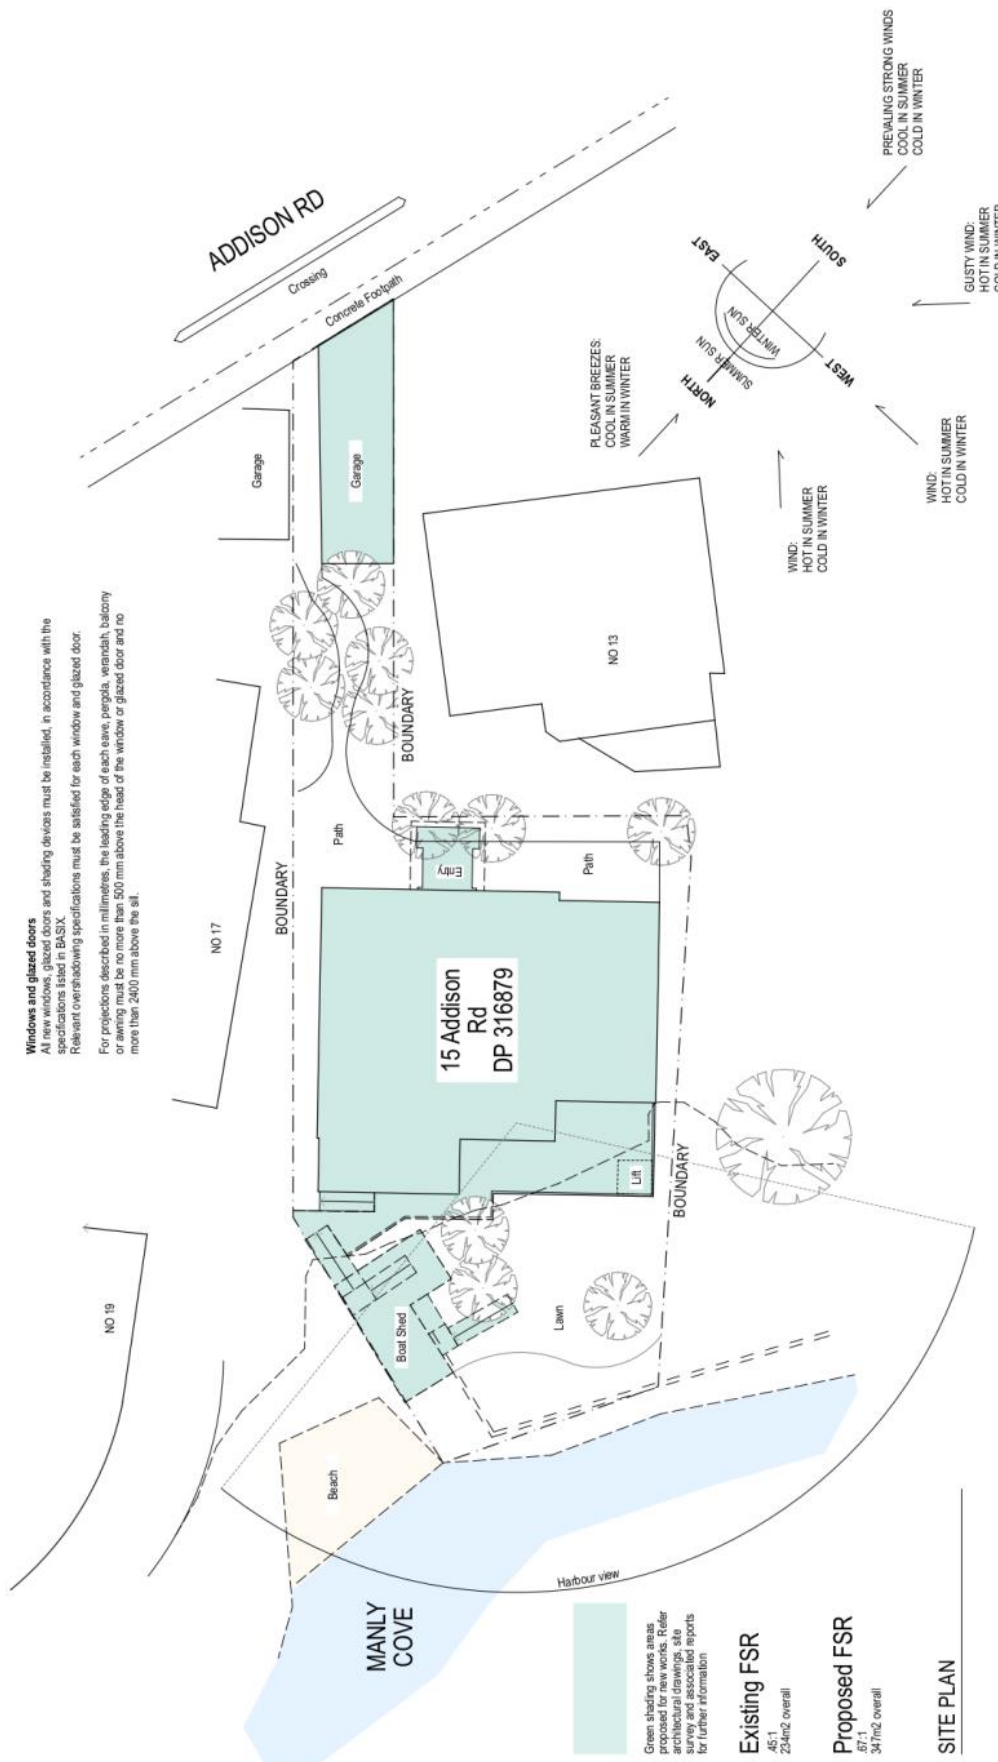 Windows and glazed doors
All new windows, glazed doors and shading devices must be installed, in accordance with the
specifications listed in BASIX.
Relevant overshadowing specifications must be satisfied for each window and glazed door.
For projections described in millimetres, the leading edge of each eave, pergola, verandah, balcony
or awning must be no more than 500 mm above the head of the window or glazed door and no
more than 2400 mm above the sill.
ADDISON RD
Crossing
Concrete Footpath
Garage
Garage
NO 17
NO 19
BOUNDARY
BOUNDARY
BOUNDARY
Path
Path
Entry
15 Addison
Rd
DP 316879
NO 13
Lift
Boat Shed
Lawn
Beach
MANLY
COVE
Harbour view
PLEASANT BREEZES:
COOL IN SUMMER
WARM IN WINTER
PREVALING STRONG WINDS
COOL IN SUMMER
COLD IN WINTER
EAST
SOUTH
NORTH
WEST
SUMMER SUN
WINTER SUN
WIND:
HOT IN SUMMER
COLD IN WINTER
WIND:
HOT IN SUMMER
COLD IN WINTER
GUSTY WIND:
HOT IN SUMMER
COLD IN WINTER
Green shading shows areas
proposed for new works. Refer
architectural drawings, site
survey and associated reports
for further information
Existing FSR
.45:1
234m2 overall
Proposed FSR
.67:1
347m2 overall
SITE PLAN